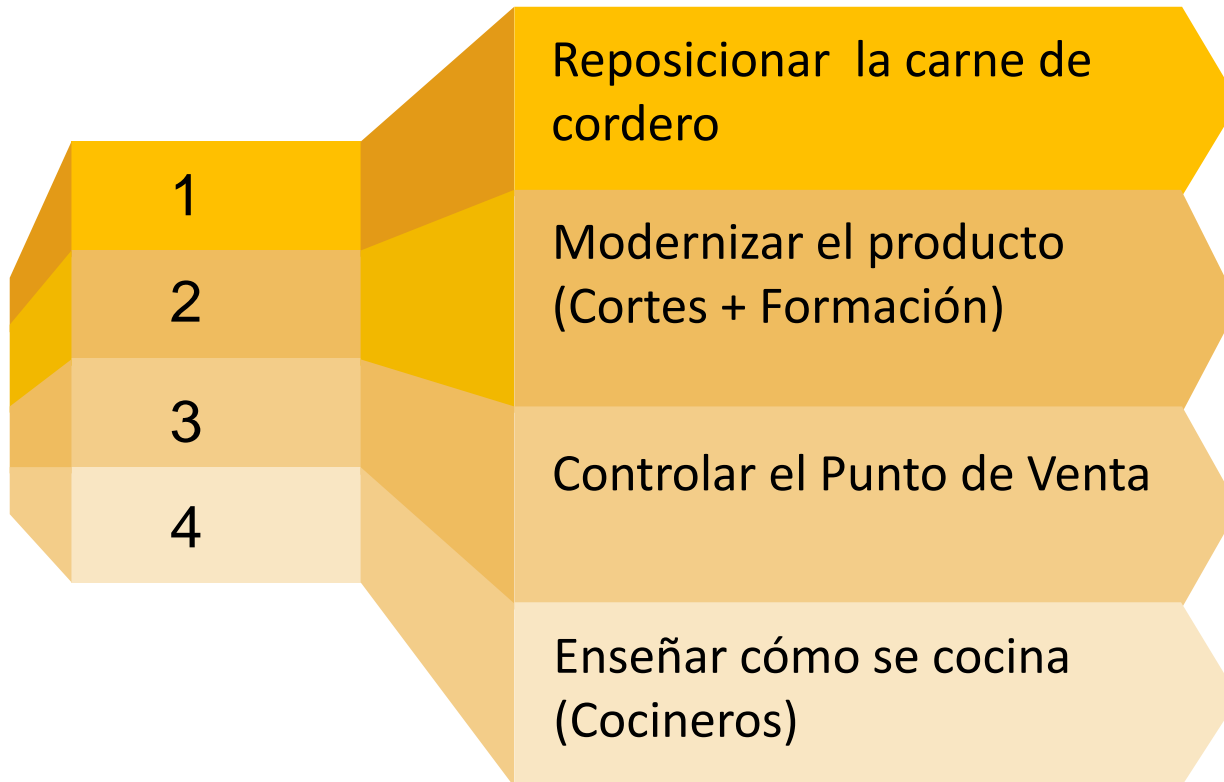 1
Reposicionar  la carne de
cordero
2
Modernizar el producto
(Cortes + Formación)
3
Controlar el Punto de Venta
4
Enseñar cómo se cocina
(Cocineros)